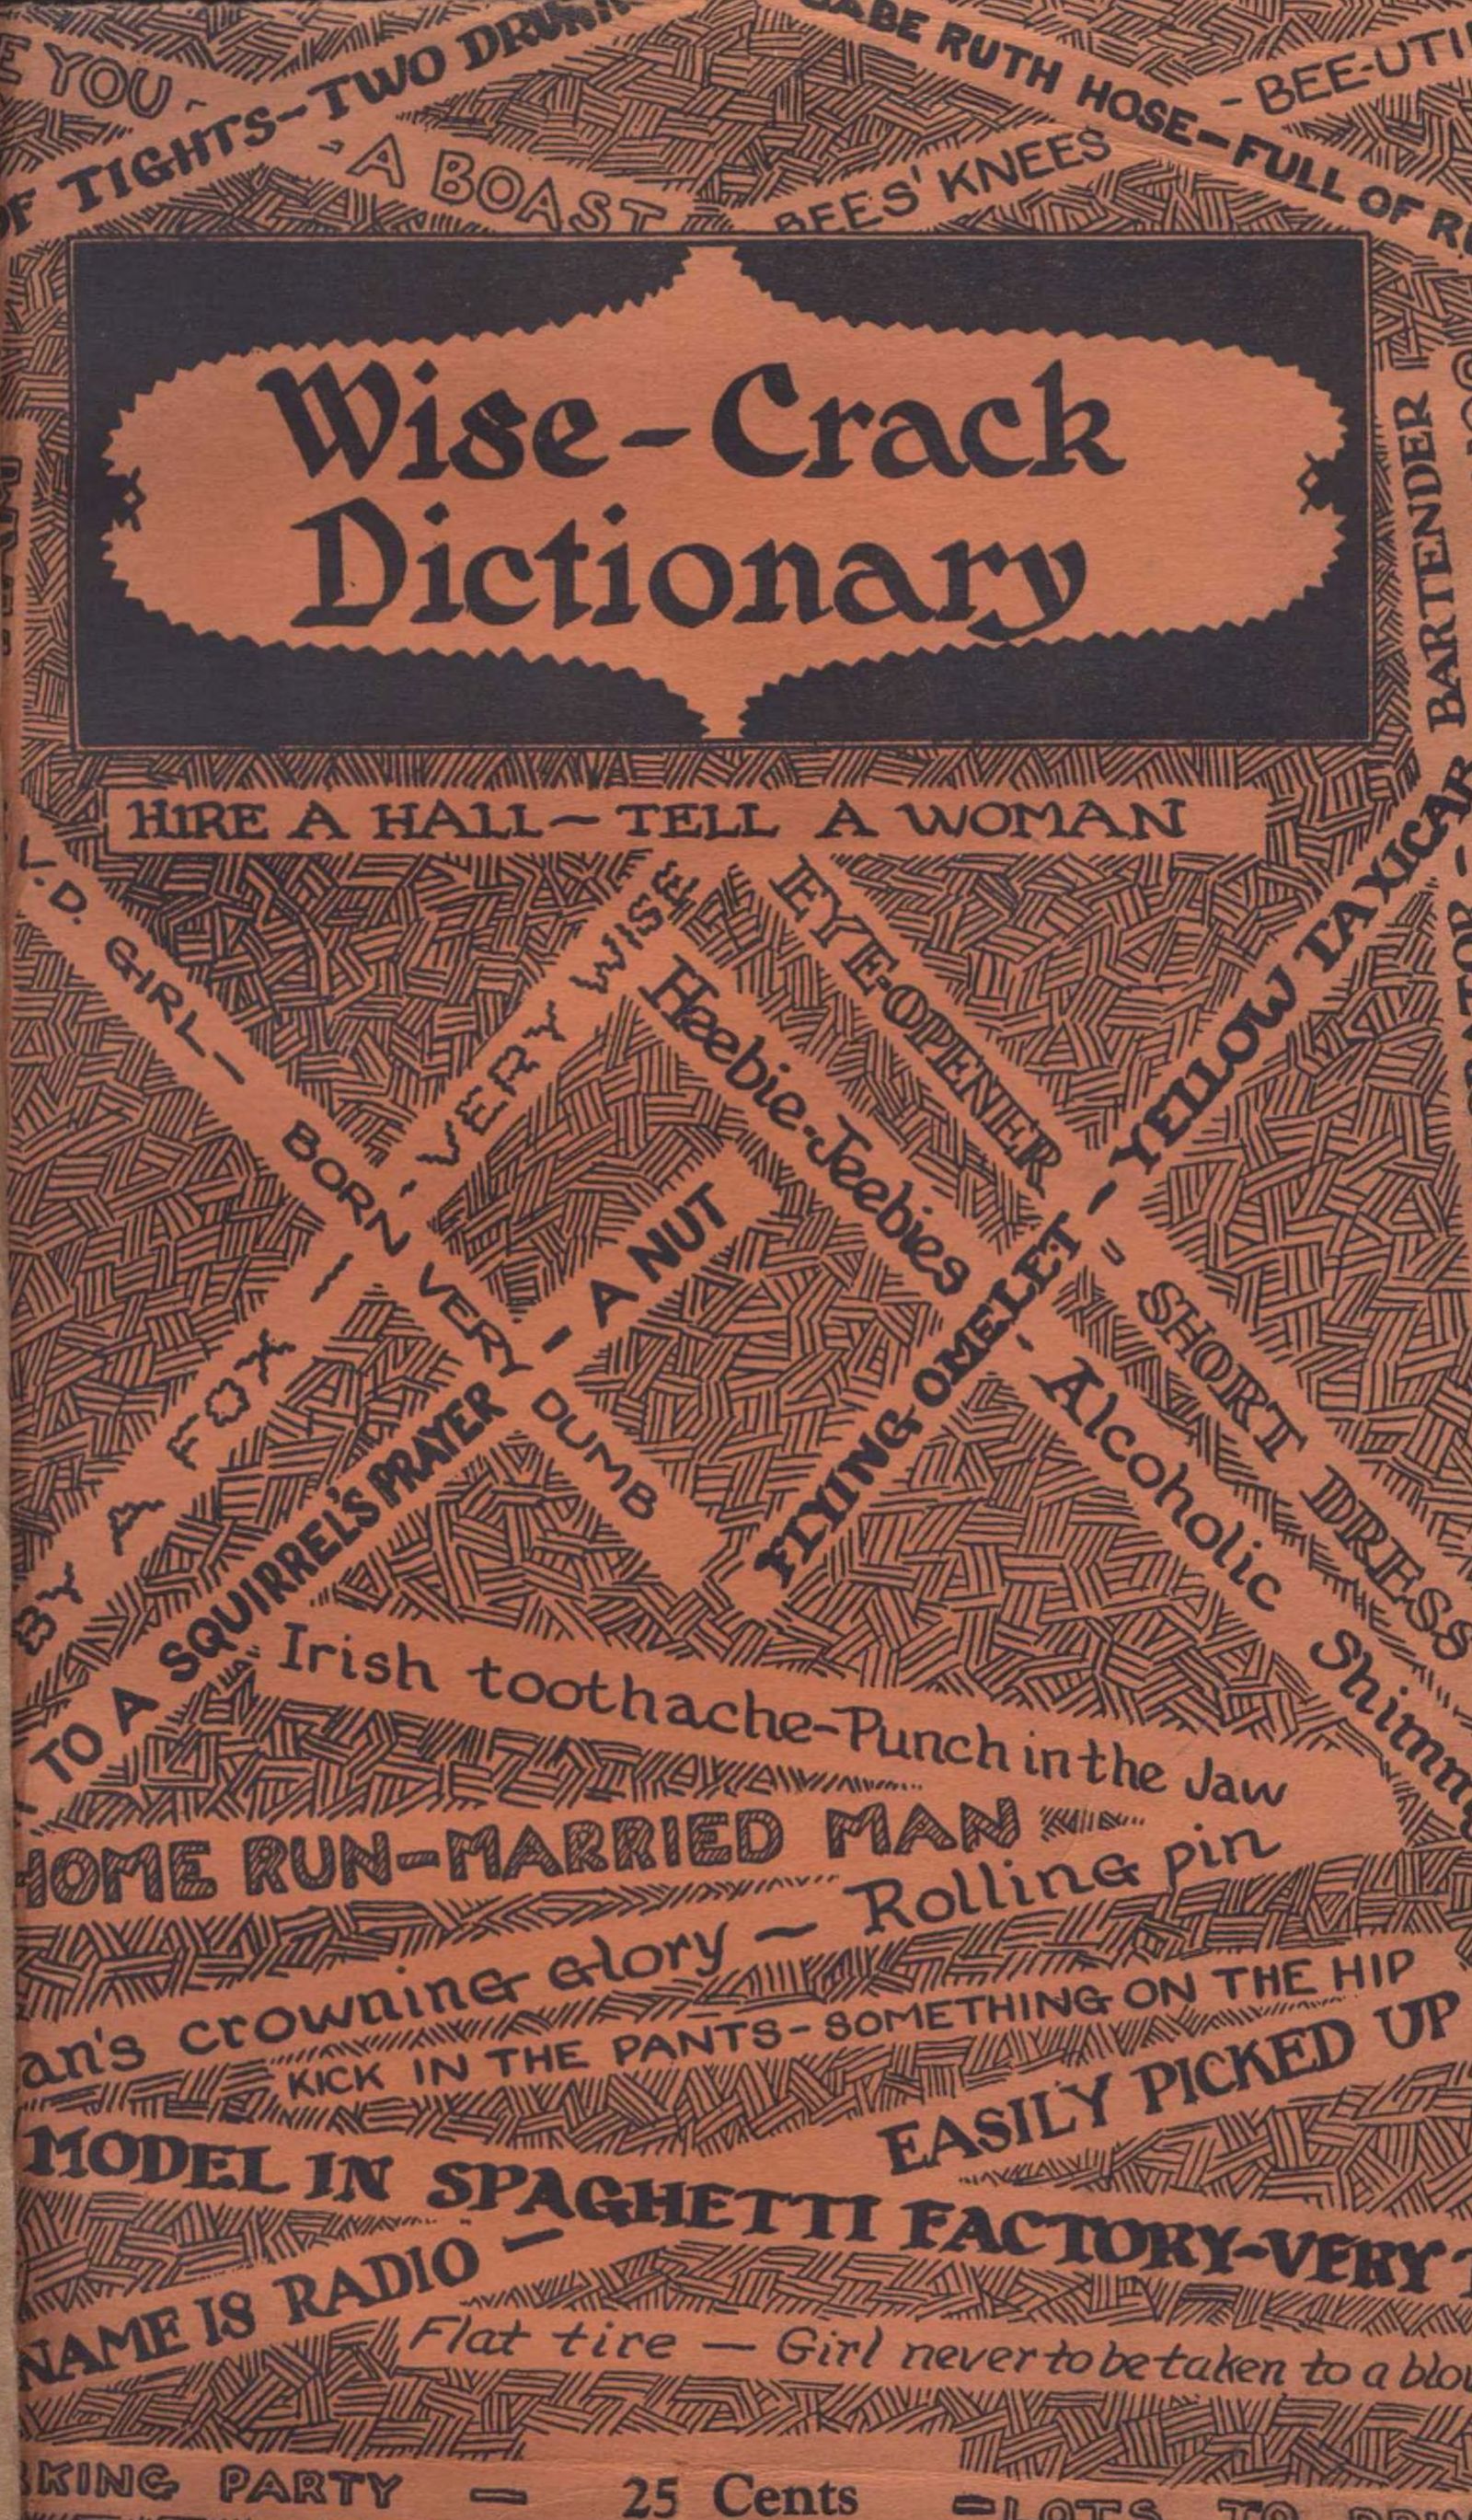 YOU -
OF TIGHTS-TWO DRUNKS
- A BOAST
BABE RUTH HOSE-FULL OF R
BEES' KNEES - BEE-UTI
Wise-Crack
Dictionary
BARTENDER
HIRE A HALL-TELL A WOMAN
L.D. GIRL- BORN VERY DUMB
BY A FOX - - VERY WISE
EYE-OPENER - SHORT DRESS
Heebie-Jeebies - Alcoholic Shimmy
FLYING OMELET - YELLOW TAXICAB
TO A SQUIRREL'S PRAYER - A NUT
Irish toothache-Punch in the Jaw
HOME RUN-MARRIED MAN
an's crowning glory - Rolling pin
KICK IN THE PANTS-SOMETHING ON THE HIP
EASILY PICKED UP
MODEL IN SPAGHETTI FACTORY-VERY
NAME IS RADIO -
Flat tire - Girl never to be taken to a blow
KING PARTY - 25 Cents - LOTS TO